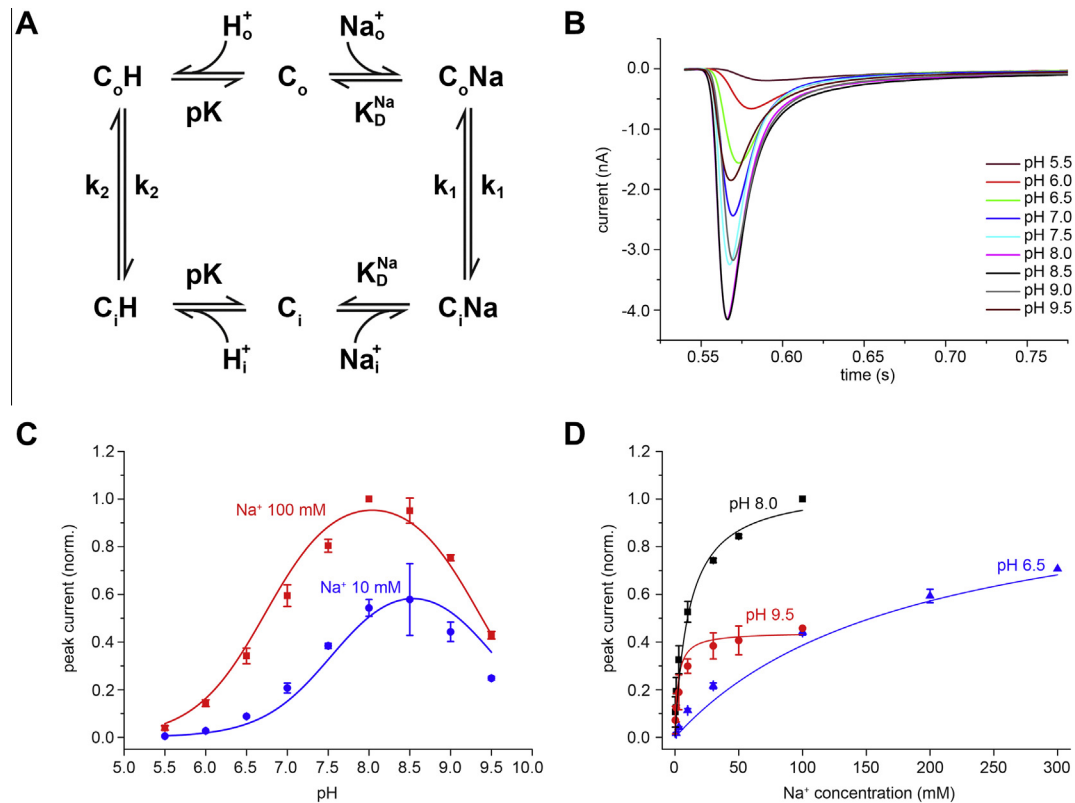 A
H⁺ₒ Na⁺ₒ
CₒH Cₒ CₒNa
pK K_D^Na
k₂ k₂ k₁ k₁
pK K_D^Na
CᵢH Cᵢ CᵢNa
H⁺ᵢ Na⁺ᵢ
B
0.0
-1.0
-2.0
-3.0
-4.0
current (nA)
0.55 0.60 0.65 0.70 0.75
time (s)
pH 5.5
pH 6.0
pH 6.5
pH 7.0
pH 7.5
pH 8.0
pH 8.5
pH 9.0
pH 9.5
C
1.2
1.0
0.8
0.6
0.4
0.2
0.0
peak current (norm.)
Na⁺ 100 mM
Na⁺ 10 mM
5.0 5.5 6.0 6.5 7.0 7.5 8.0 8.5 9.0 9.5 10.0
pH
D
1.2
1.0
0.8
0.6
0.4
0.2
0.0
peak current (norm.)
pH 8.0
pH 6.5
pH 9.5
0 50 100 150 200 250 300
Na⁺ concentration (mM)